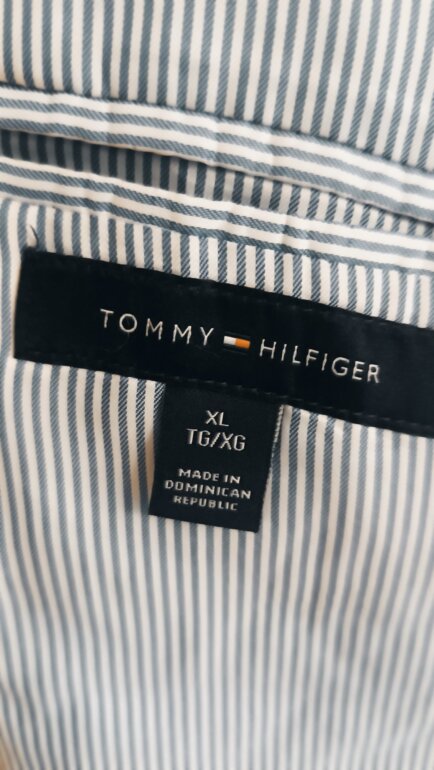 TOMMY HILFIGER
XL
TG/XG
MADE IN
DOMINICAN
REPUBLIC